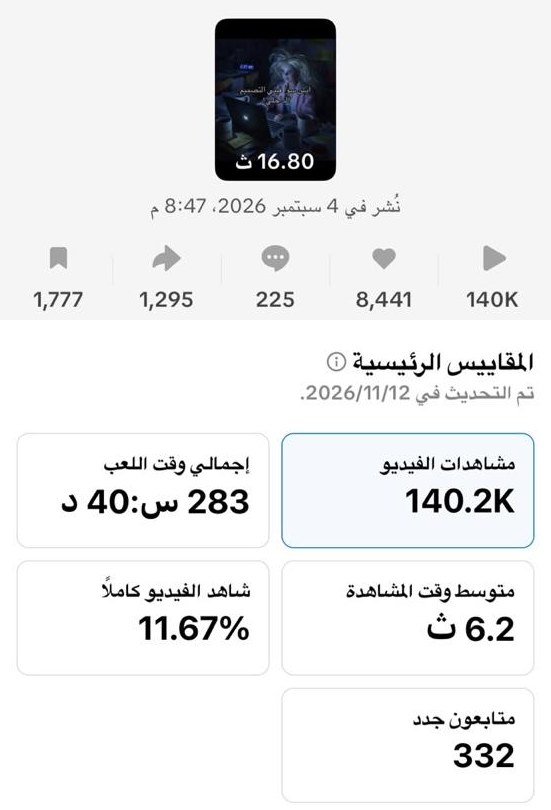 16.80 ث
نُشر في 4 سبتمبر 2026، 8:47 م
140K
8,441
225
1,295
1,777
المقاييس الرئيسية
تم التحديث في 2026/11/12.
مشاهدات الفيديو
140.2K
إجمالي وقت اللعب
283 س:40 د
متوسط وقت المشاهدة
6.2 ث
شاهد الفيديو كاملاً
11.67%
متابعون جدد
332